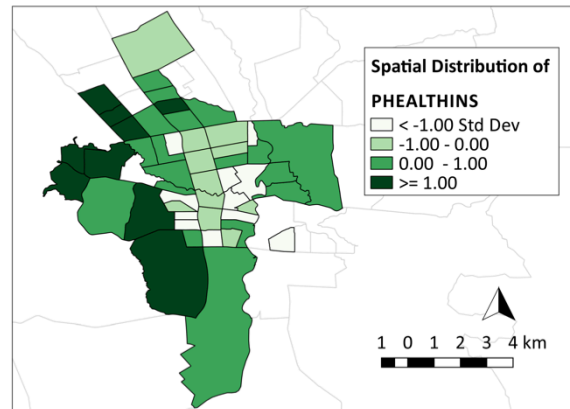 Spatial Distribution of
PHEALTHINS
< -1.00 Std Dev
-1.00 - 0.00
0.00 - 1.00
>= 1.00
1 0 1 2 3 4 km